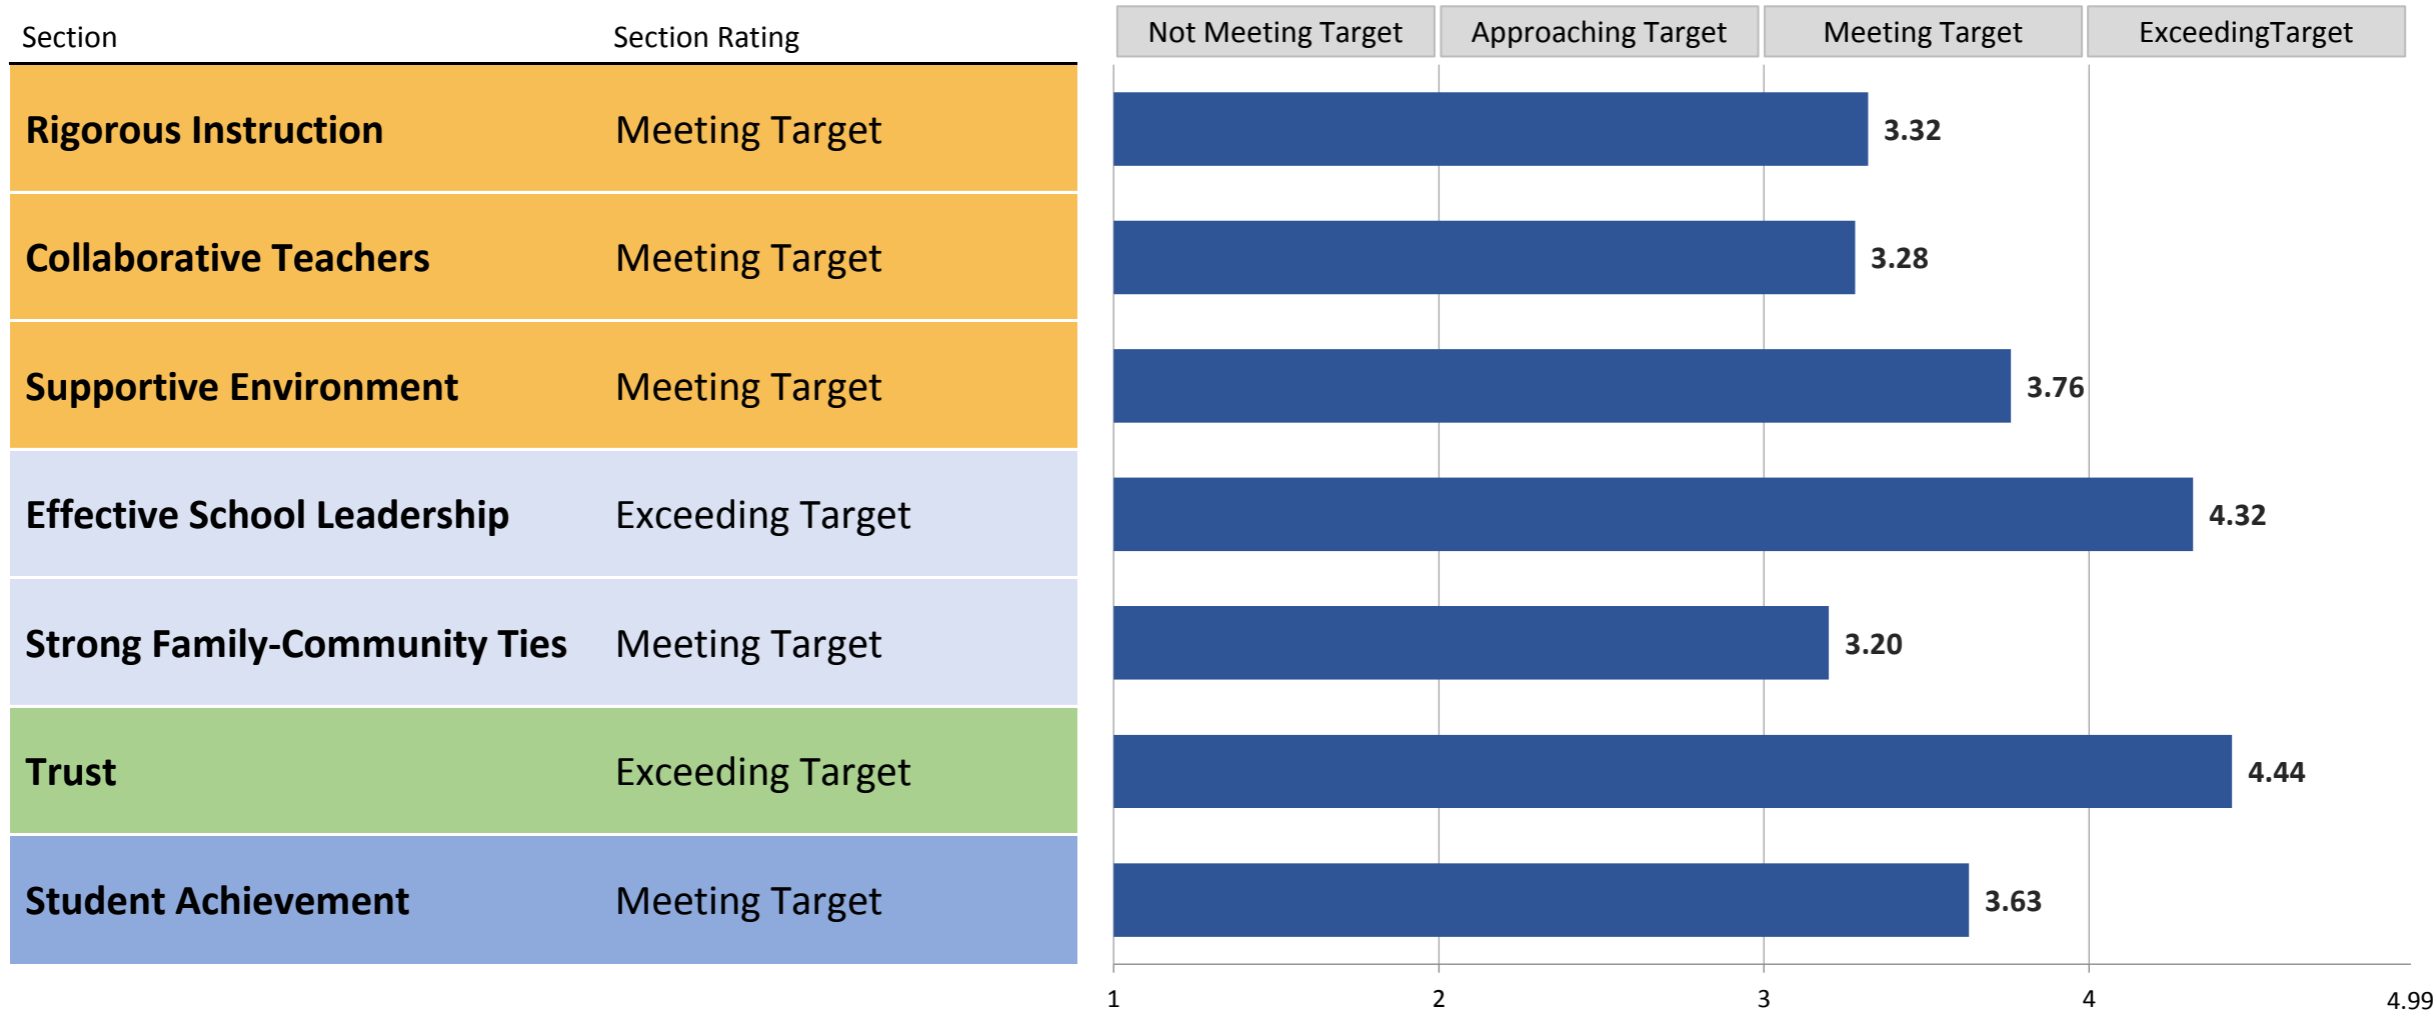 Section Section Rating Not Meeting Target Approaching Target Meeting Target ExceedingTarget
Rigorous Instruction Meeting Target 3.32
Collaborative Teachers Meeting Target 3.28
Supportive Environment Meeting Target 3.76
Effective School Leadership Exceeding Target 4.32
Strong Family-Community Ties Meeting Target 3.20
Trust Exceeding Target 4.44
Student Achievement Meeting Target 3.63
1 2 3 4 4.99